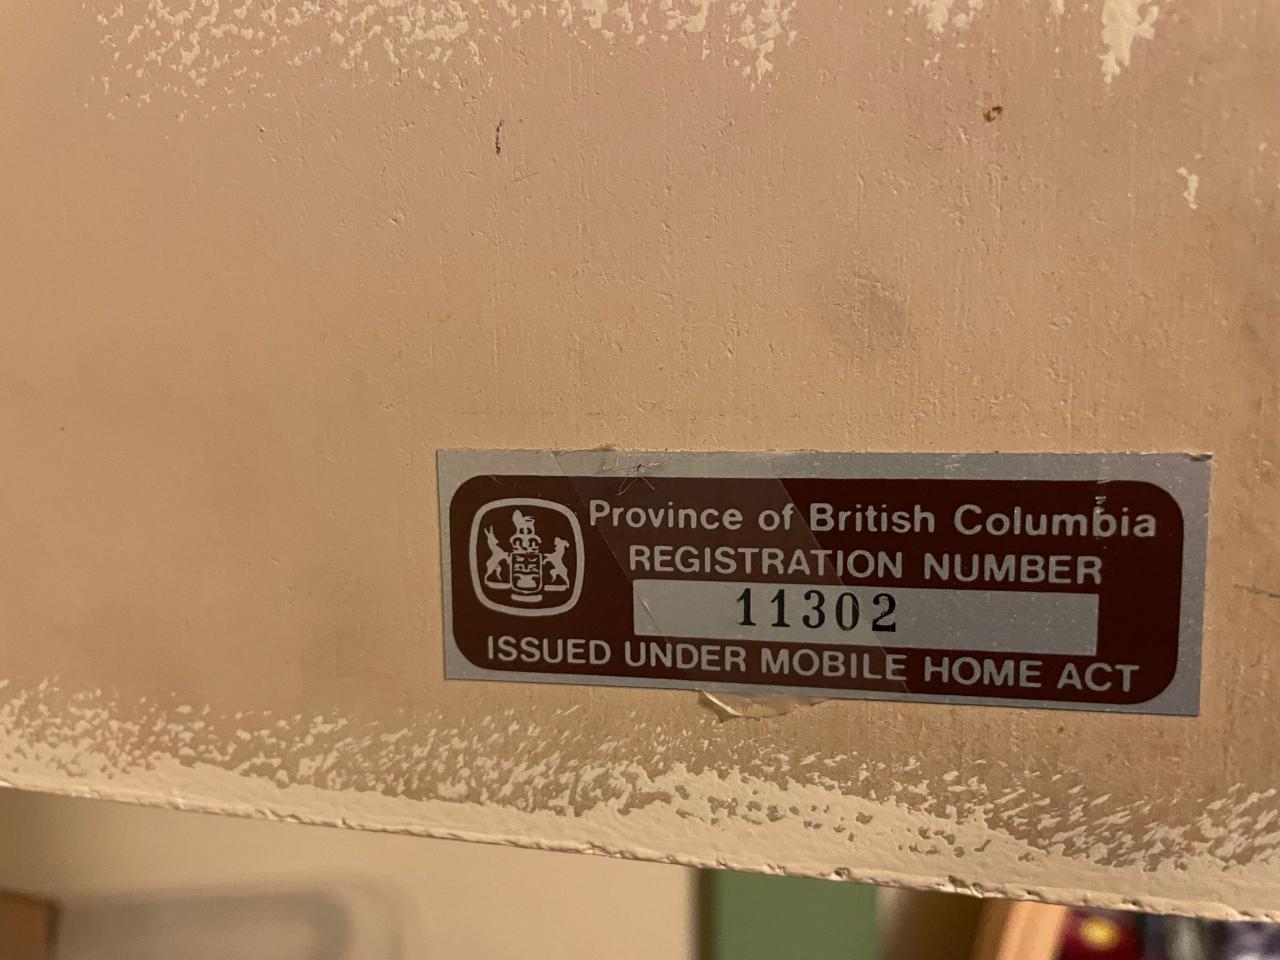 Province of British Columbia
REGISTRATION NUMBER
11302
ISSUED UNDER MOBILE HOME ACT